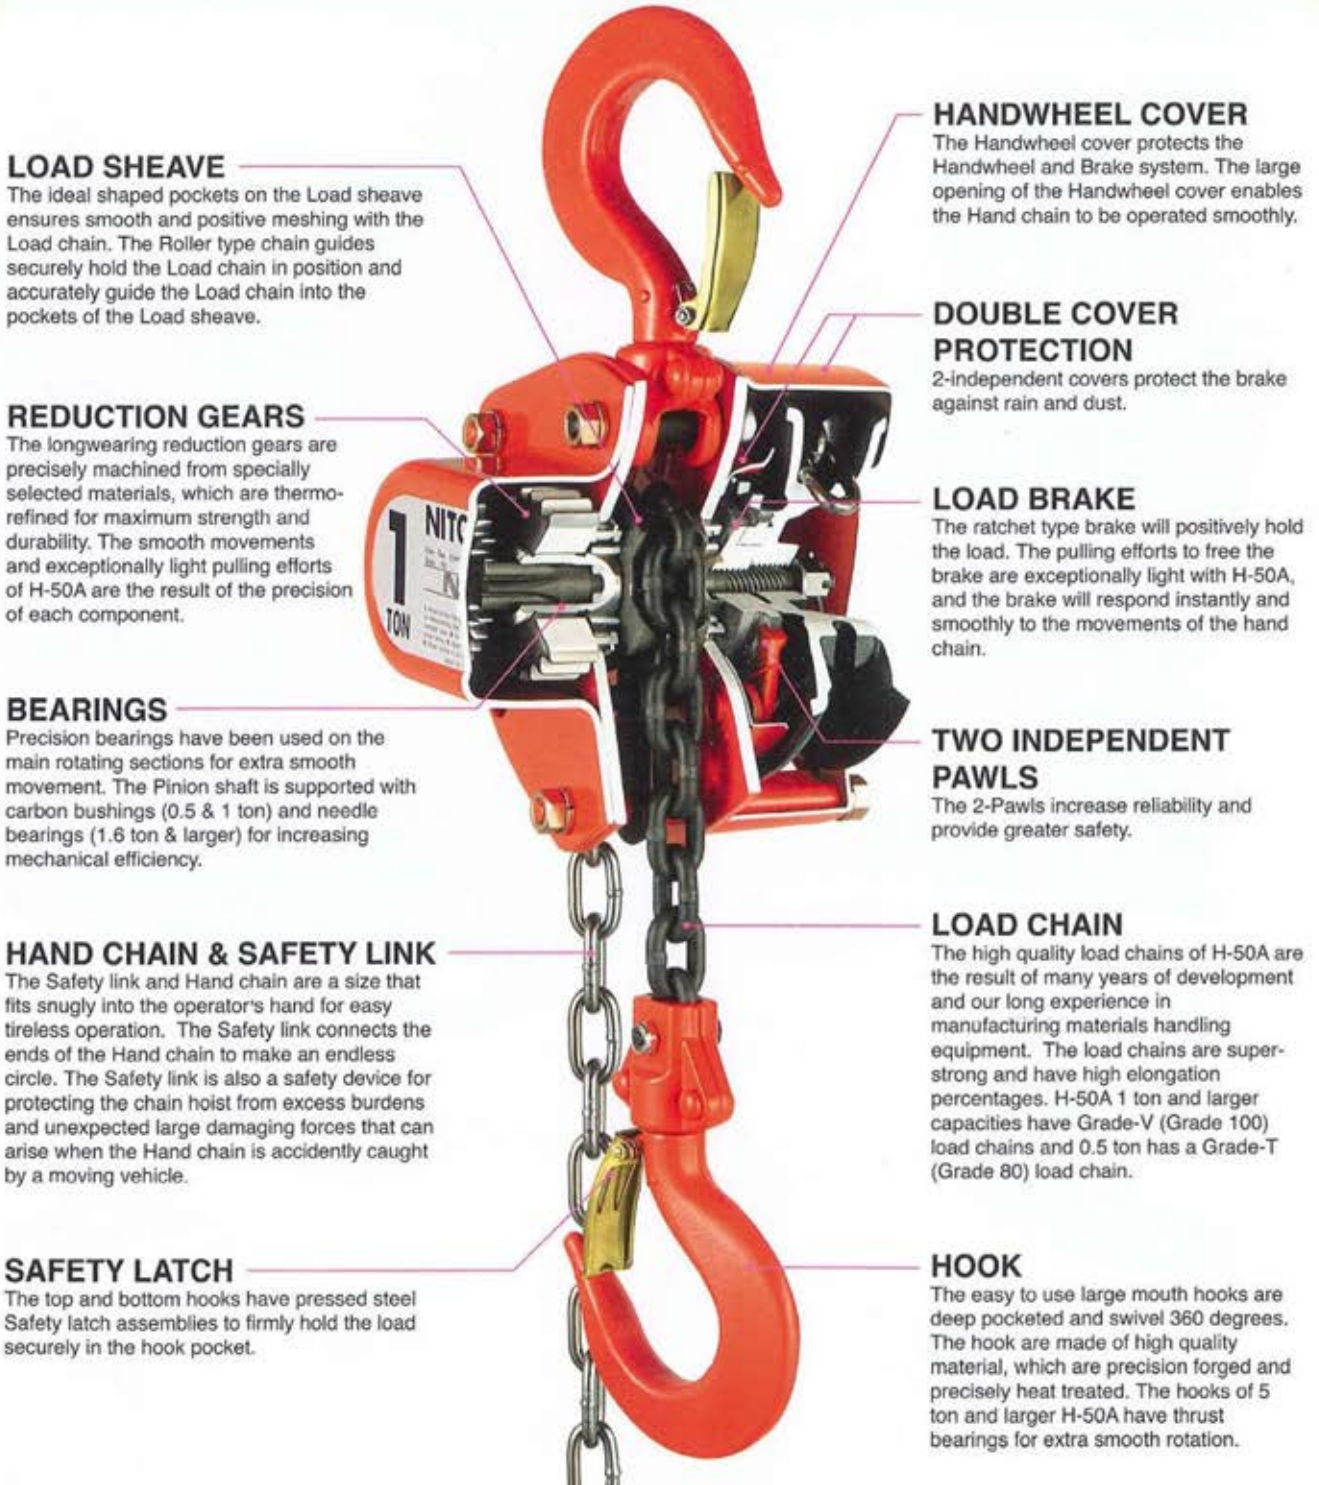 LOAD SHEAVE
The ideal shaped pockets on the Load sheave
ensures smooth and positive meshing with the
Load chain. The Roller type chain guides
securely hold the Load chain in position and
accurately guide the Load chain into the
pockets of the Load sheave.
REDUCTION GEARS
The longwearing reduction gears are
precisely machined from specially
selected materials, which are thermo-
refined for maximum strength and
durability. The smooth movements
and exceptionally light pulling efforts
of H-50A are the result of the precision
of each component.
BEARINGS
Precision bearings have been used on the
main rotating sections for extra smooth
movement. The Pinion shaft is supported with
carbon bushings (0.5 & 1 ton) and needle
bearings (1.6 ton & larger) for increasing
mechanical efficiency.
HAND CHAIN & SAFETY LINK
The Safety link and Hand chain are a size that
fits snugly into the operator's hand for easy
tireless operation. The Safety link connects the
ends of the Hand chain to make an endless
circle. The Safety link is also a safety device for
protecting the chain hoist from excess burdens
and unexpected large damaging forces that can
arise when the Hand chain is accidently caught
by a moving vehicle.
SAFETY LATCH
The top and bottom hooks have pressed steel
Safety latch assemblies to firmly hold the load
securely in the hook pocket.
1
TON
NITC
HANDWHEEL COVER
The Handwheel cover protects the
Handwheel and Brake system. The large
opening of the Handwheel cover enables
the Hand chain to be operated smoothly.
DOUBLE COVER
PROTECTION
2-independent covers protect the brake
against rain and dust.
LOAD BRAKE
The ratchet type brake will positively hold
the load. The pulling efforts to free the
brake are exceptionally light with H-50A,
and the brake will respond instantly and
smoothly to the movements of the hand
chain.
TWO INDEPENDENT
PAWLS
The 2-Pawls increase reliability and
provide greater safety.
LOAD CHAIN
The high quality load chains of H-50A are
the result of many years of development
and our long experience in
manufacturing materials handling
equipment. The load chains are super-
strong and have high elongation
percentages. H-50A 1 ton and larger
capacities have Grade-V (Grade 100)
load chains and 0.5 ton has a Grade-T
(Grade 80) load chain.
HOOK
The easy to use large mouth hooks are
deep pocketed and swivel 360 degrees.
The hook are made of high quality
material, which are precision forged and
precisely heat treated. The hooks of 5
ton and larger H-50A have thrust
bearings for extra smooth rotation.